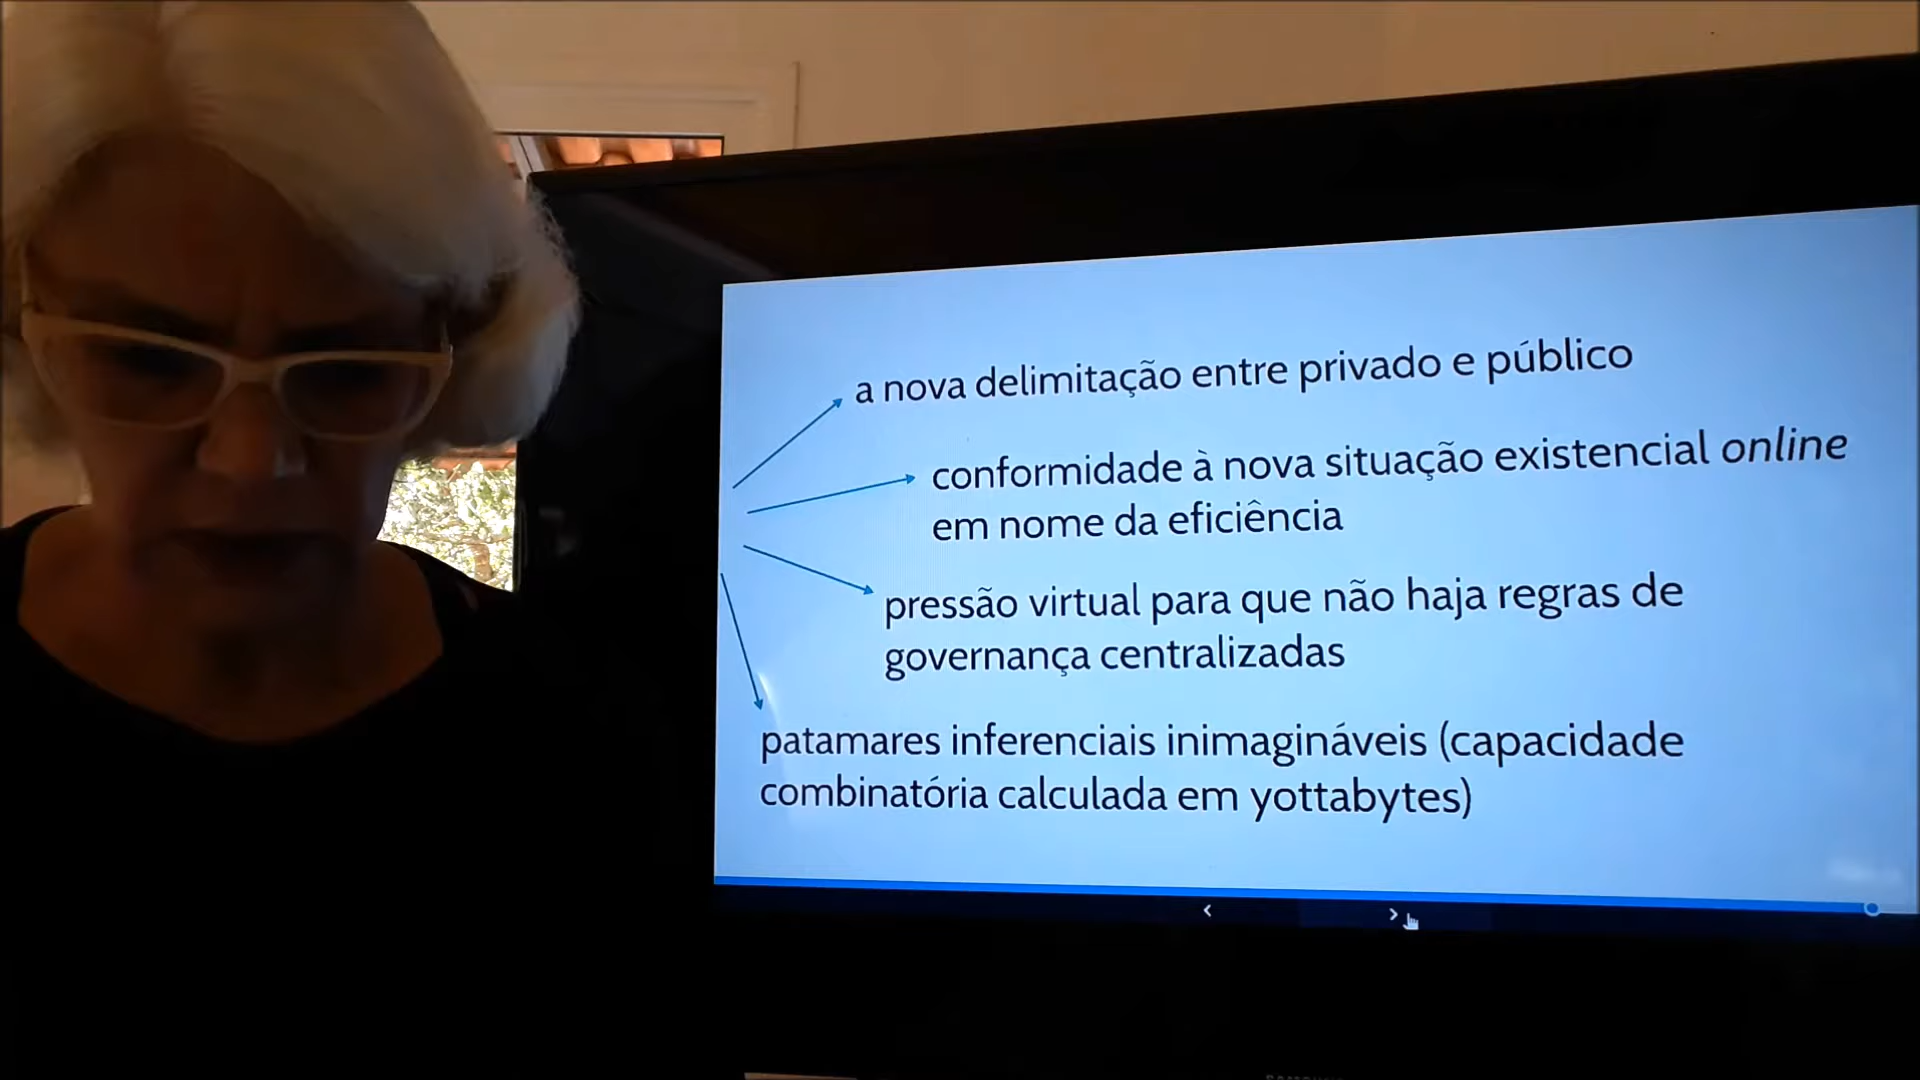 a nova delimitação entre privado e público
conformidade à nova situação existencial online
em nome da eficiência
pressão virtual para que não haja regras de
governança centralizadas
patamares inferenciais inimagináveis (capacidade
combinatória calculada em yottabytes)